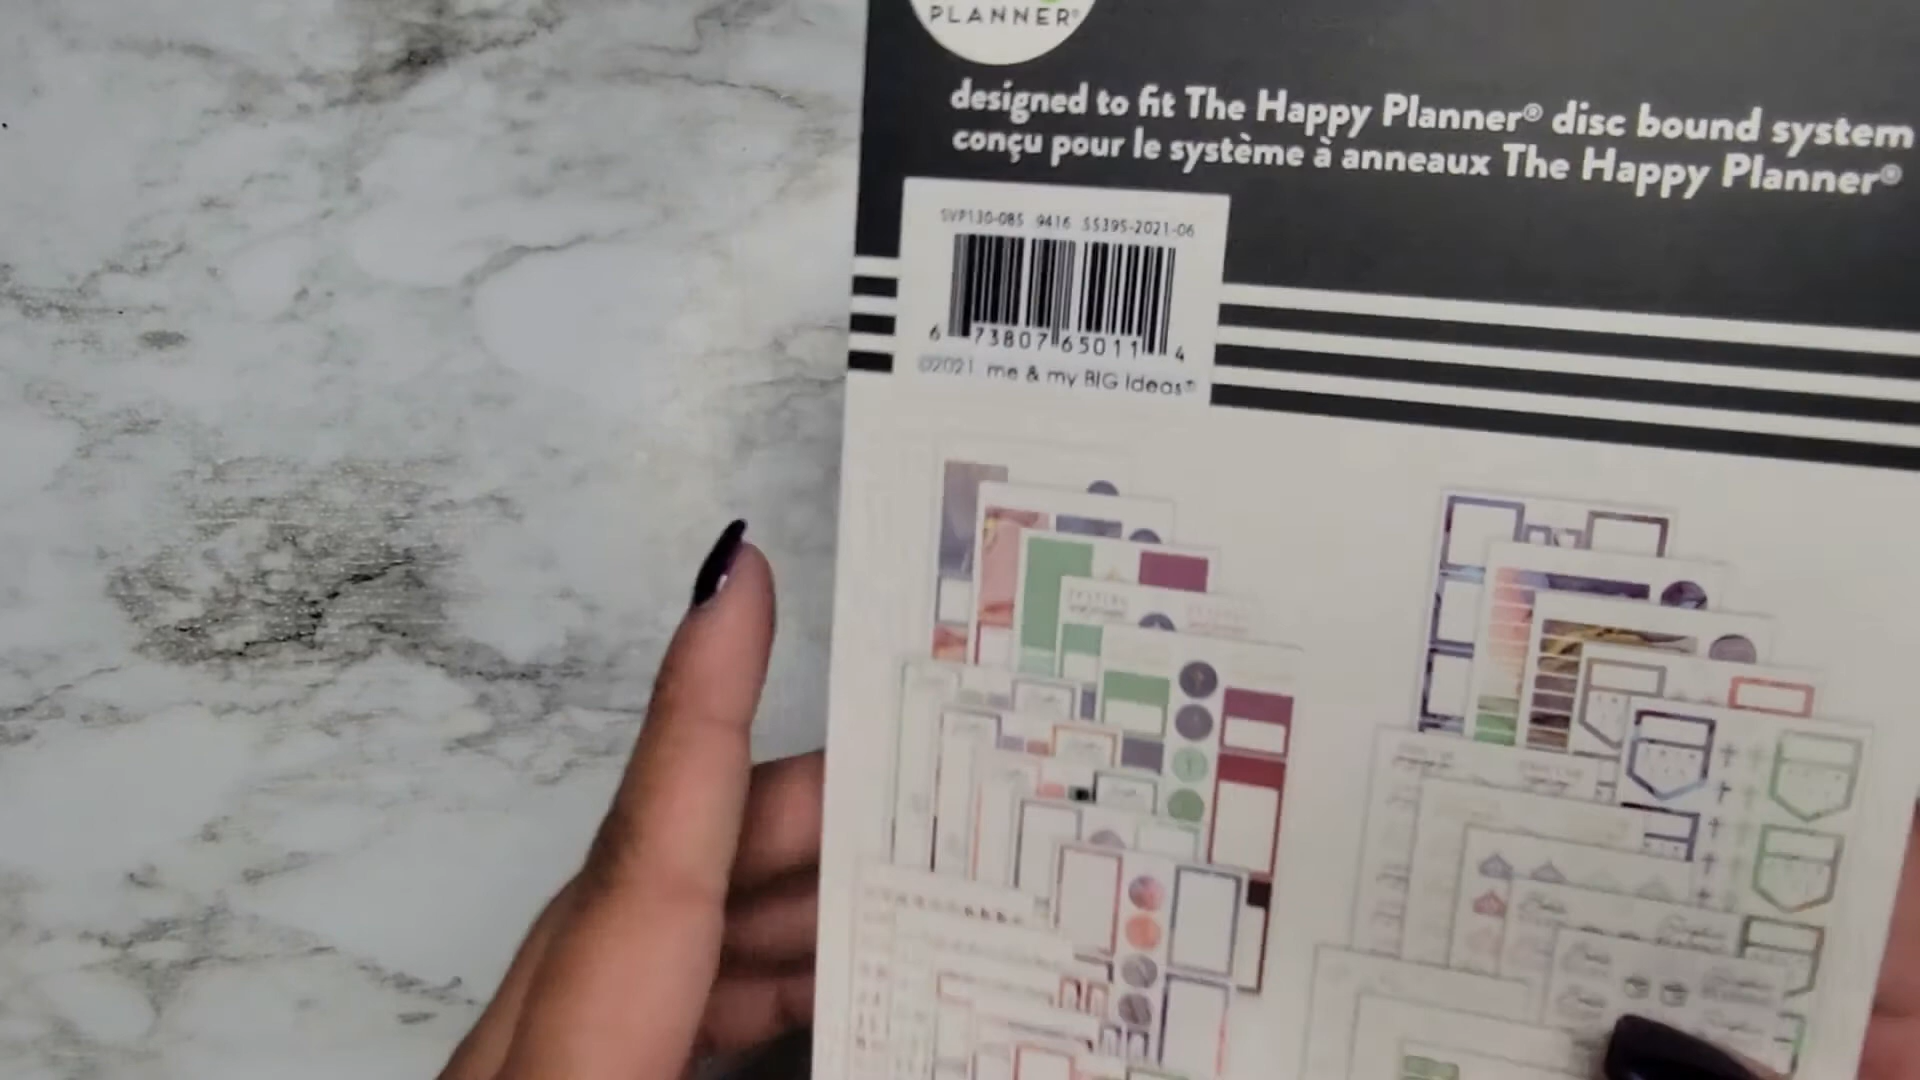 PLANNER®
designed to fit The Happy Planner® disc bound system
conçu pour le système à anneaux The Happy Planner®
SVP130-085 9416 SS395-2021-06
6 73807 65011 4
©2021 me & my BIG ideas®